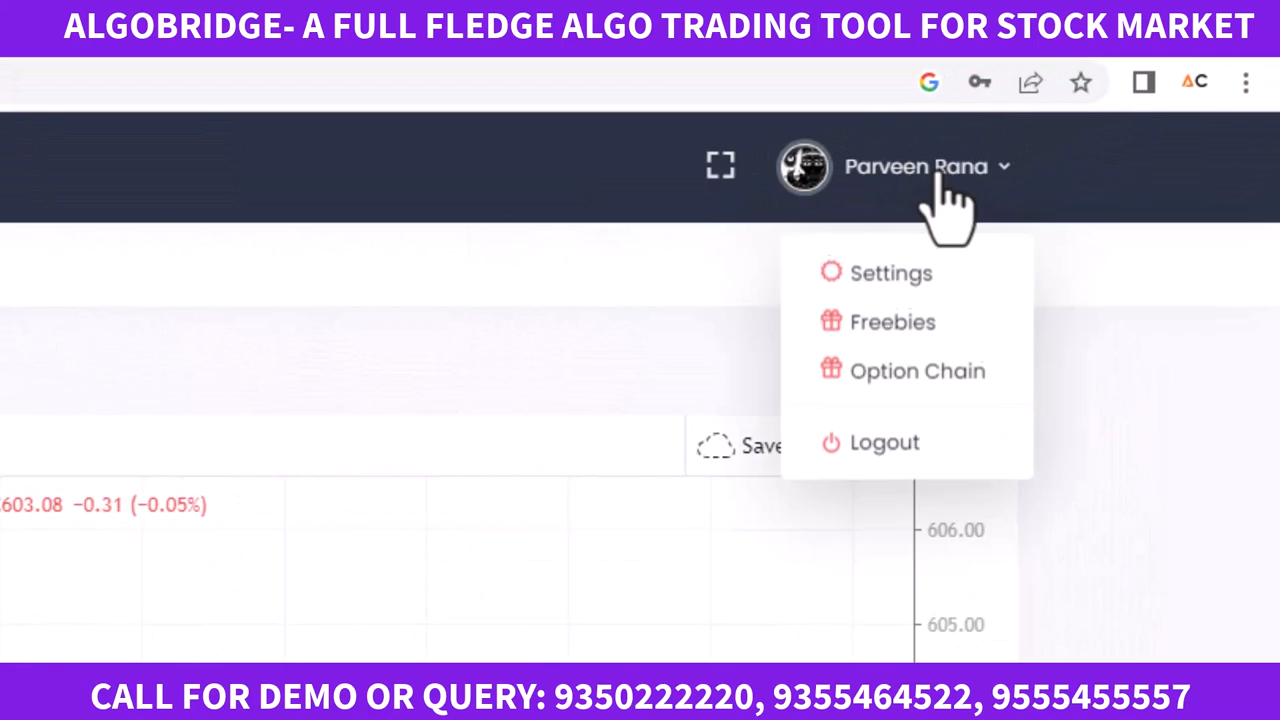 ALGOBRIDGE- A FULL FLEDGE ALGO TRADING TOOL FOR STOCK MARKET
AC
Parveen Rana
Settings
Freebies
Option Chain
Logout
Save
603.08 −0.31 (−0.05%)
606.00
605.00
CALL FOR DEMO OR QUERY: 9350222220, 9355464522, 9555455557